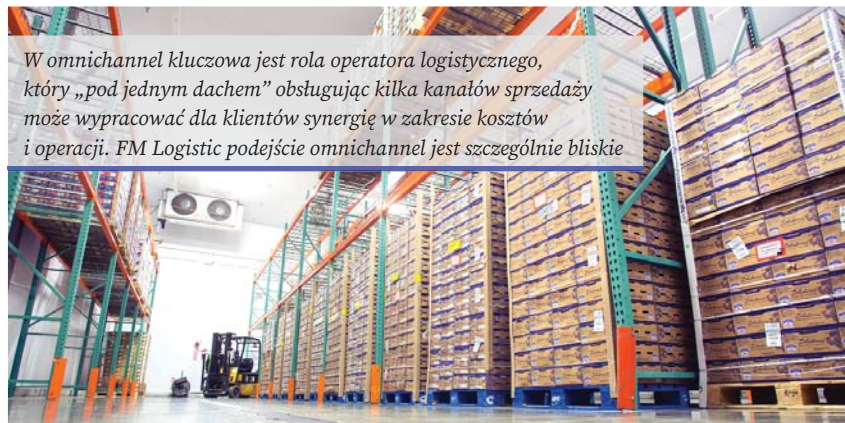 W omnichannel kluczowa jest rola operatora logistycznego,
który „pod jednym dachem” obsługując kilka kanałów sprzedaży
może wypracować dla klientów synergię w zakresie kosztów
i operacji. FM Logistic podejście omnichannel jest szczególnie bliskie